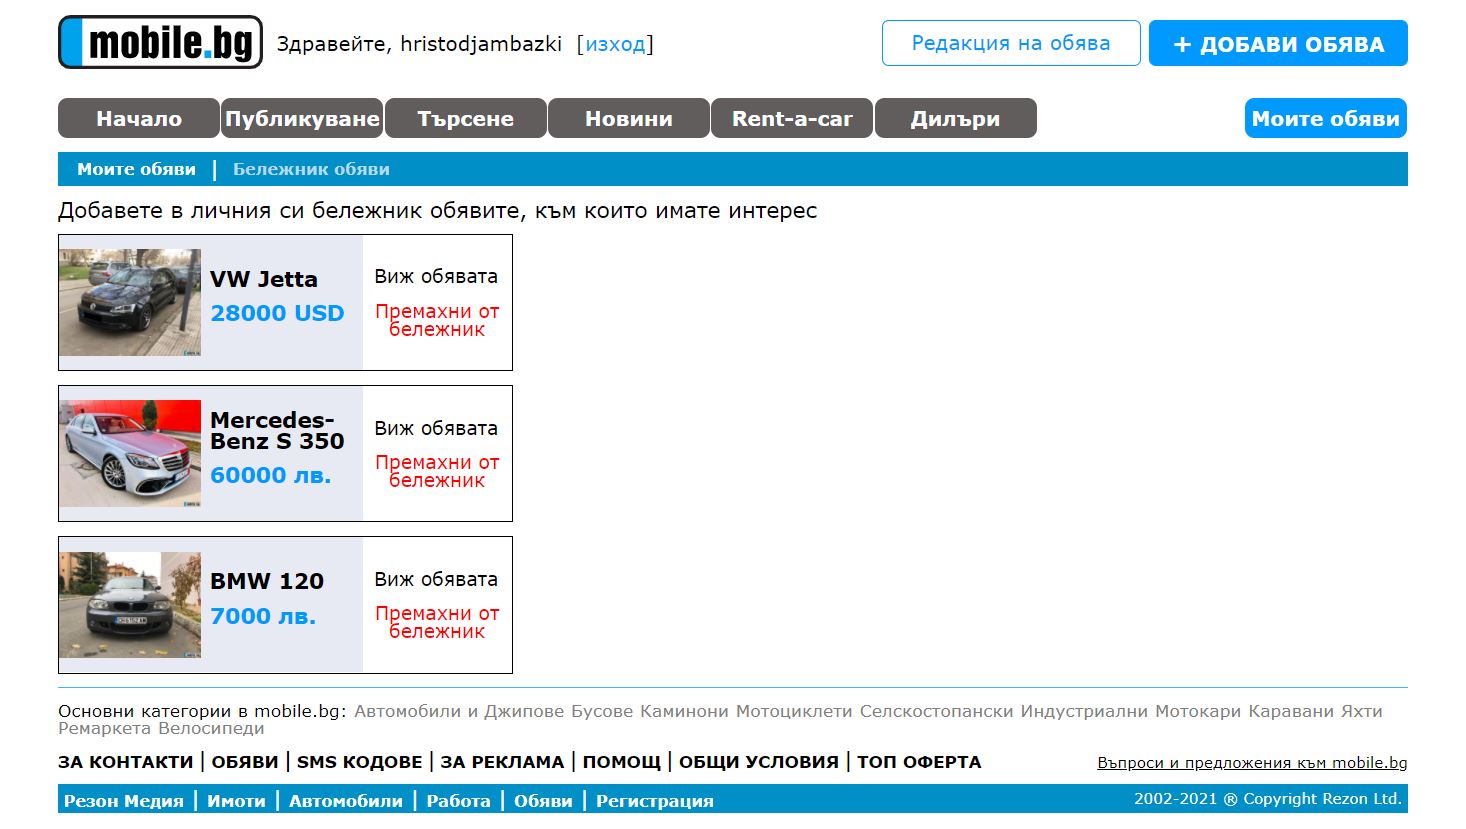 mobile.bg Здравейте, hristodjambazki [изход] Редакция на обява + ДОБАВИ ОБЯВА
Начало Публикуване Търсене Новини Rent-a-car Дилъри Моите обяви
Моите обяви | Бележник обяви
Добавете в личния си бележник обявите, към които имате интерес
VW Jetta
28000 USD
Виж обявата
Премахни от
бележник
Mercedes-
Benz S 350
60000 лв.
Виж обявата
Премахни от
бележник
BMW 120
7000 лв.
Виж обявата
Премахни от
бележник
Основни категории в mobile.bg: Автомобили и Джипове Бусове Камиони Мотоциклети Селскостопански Индустриални Мотокари Каравани Яхти
Ремаркета Велосипеди
ЗА КОНТАКТИ | ОБЯВИ | SMS КОДОВЕ | ЗА РЕКЛАМА | ПОМОЩ | ОБЩИ УСЛОВИЯ | ТОП ОФЕРТА Въпроси и предложения към mobile.bg
Резон Медия | Имоти | Автомобили | Работа | Обяви | Регистрация 2002-2021 ® Copyright Rezon Ltd.